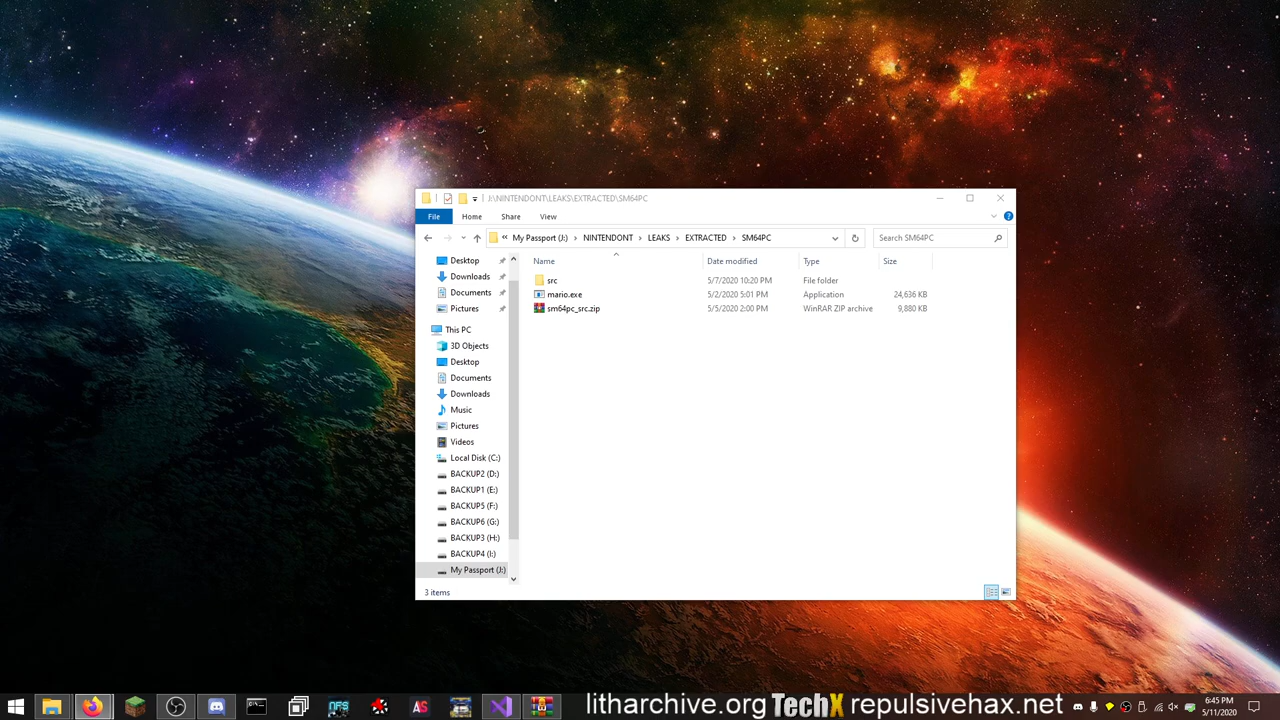 J:\NINTENDONT\LEAKS\EXTRACTED\SM64PC
File Home Share View
My Passport (J:) NINTENDONT LEAKS EXTRACTED SM64PC Search SM64PC
Name Date modified Type Size
src 5/7/2020 10:20 PM File folder
mario.exe 5/2/2020 5:01 PM Application 24,636 KB
sm64pc_src.zip 5/5/2020 2:00 PM WinRAR ZIP archive 9,880 KB
Desktop
Downloads
Documents
Pictures
This PC
3D Objects
Desktop
Documents
Downloads
Music
Pictures
Videos
Local Disk (C:)
BACKUP2 (D:)
BACKUP1 (E:)
BACKUP5 (F:)
BACKUP6 (G:)
BACKUP3 (H:)
BACKUP4 (I:)
My Passport (J:)
3 items
NFS AS litharchive.org TechX repulsivehax.net 6:45 PM
5/11/2020